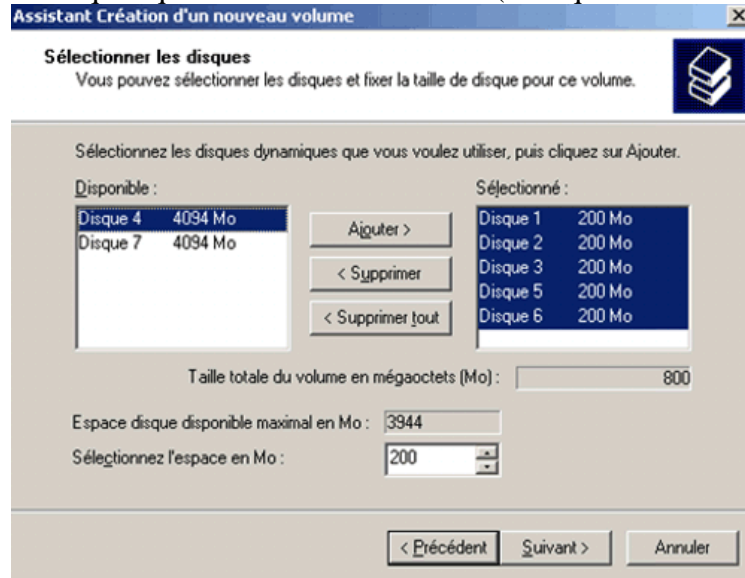 Assistant Création d'un nouveau volume
Sélectionner les disques
Vous pouvez sélectionner les disques et fixer la taille de disque pour ce volume.
Sélectionnez les disques dynamiques que vous voulez utiliser, puis cliquez sur Ajouter.
Disponible :
Disque 4 4094 Mo
Disque 7 4094 Mo
Ajouter >
< Supprimer
< Supprimer tout
Sélectionné :
Disque 1 200 Mo
Disque 2 200 Mo
Disque 3 200 Mo
Disque 5 200 Mo
Disque 6 200 Mo
Taille totale du volume en mégaoctets (Mo) : 800
Espace disque disponible maximal en Mo : 3944
Sélectionnez l'espace en Mo : 200
< Précédent Suivant > Annuler